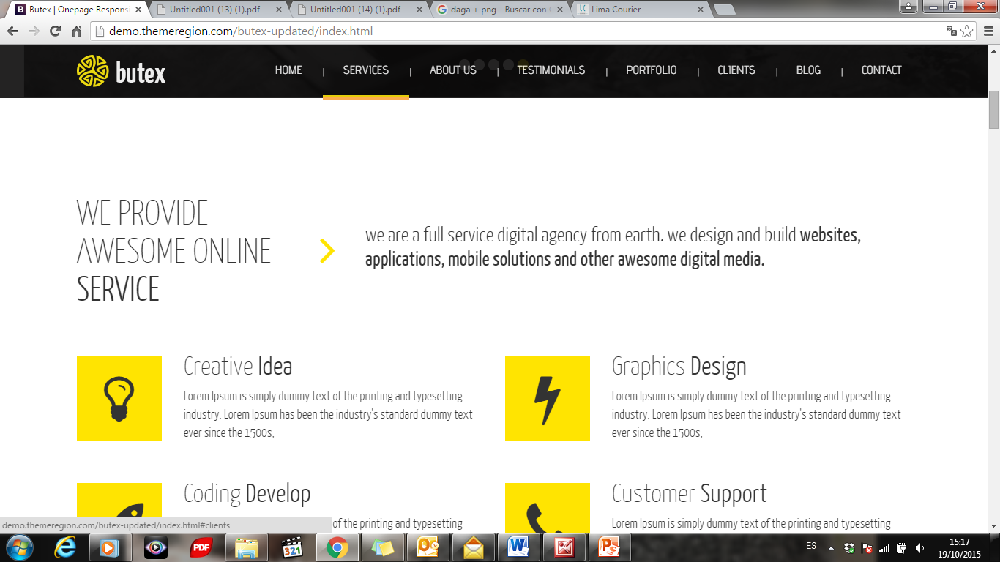 Butex | Onepage Respons
Untitled001 (13) (1).pdf
Untitled001 (14) (1).pdf
daga + png - Buscar con
Lima Courier
demo.themeregion.com/butex-updated/index.html
butex
HOME | SERVICES | ABOUT US | TESTIMONIALS | PORTFOLIO | CLIENTS | BLOG | CONTACT
WE PROVIDE
AWESOME ONLINE
SERVICE
we are a full service digital agency from earth. we design and build websites,
applications, mobile solutions and other awesome digital media.
Creative Idea
Lorem Ipsum is simply dummy text of the printing and typesetting
industry. Lorem Ipsum has been the industry's standard dummy text
ever since the 1500s,
Graphics Design
Lorem Ipsum is simply dummy text of the printing and typesetting
industry. Lorem Ipsum has been the industry's standard dummy text
ever since the 1500s,
Coding Develop
of the printing and typesetting
Customer Support
Lorem Ipsum is simply dummy text of the printing and typesetting
demo.themeregion.com/butex-updated/index.html#clients
PDF
321
ES
15:17
19/10/2015